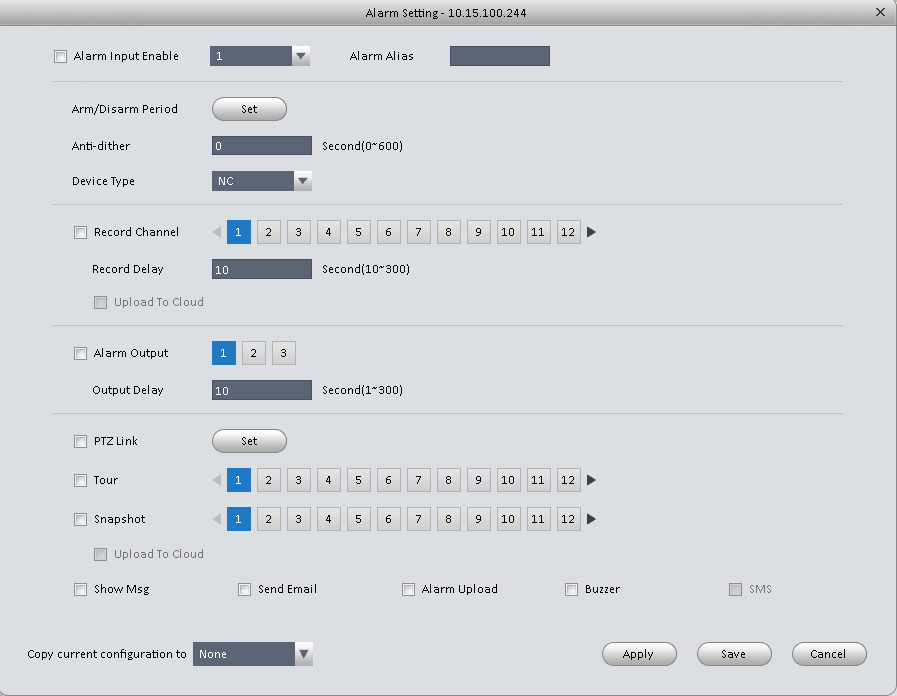 Alarm Setting - 10.15.100.244
Alarm Input Enable 1 Alarm Alias
Arm/Disarm Period Set
Anti-dither 0 Second(0~600)
Device Type NC
Record Channel 1 2 3 4 5 6 7 8 9 10 11 12
Record Delay 10 Second(10~300)
Upload To Cloud
Alarm Output 1 2 3
Output Delay 10 Second(1~300)
PTZ Link Set
Tour 1 2 3 4 5 6 7 8 9 10 11 12
Snapshot 1 2 3 4 5 6 7 8 9 10 11 12
Upload To Cloud
Show Msg Send Email Alarm Upload Buzzer SMS
Copy current configuration to None Apply Save Cancel